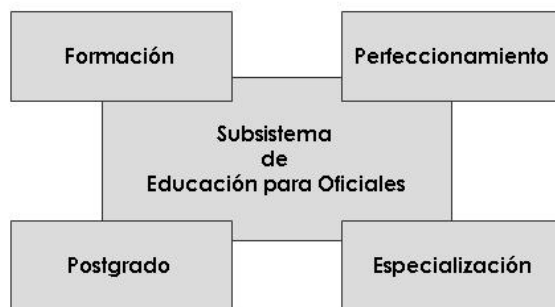 Formación
Perfeccionamiento
Subsistema
de
Educación para Oficiales
Postgrado
Especialización